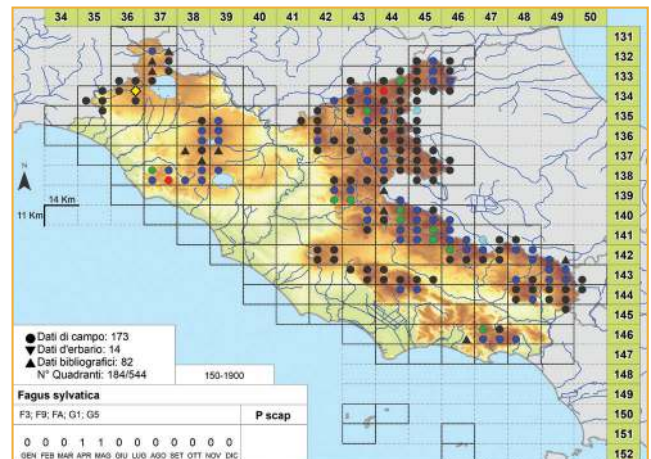 34 35 36 37 38 39 40 41 42 43 44 45 46 47 48 49 50
131
132
133
134
135
136
137
138
139
140
141
142
143
144
145
146
147
148
149
150
151
152
N
14 Km
11 Km
Dati di campo: 173
Dati d'erbario: 14
Dati bibliografici: 82
N° Quadranti: 184/544
150-1900
Fagus sylvatica
F3; F9; FA; G1; G5
P scap
0 0 0 1 1 0 0 0 0 0 0 0
GEN FEB MAR APR MAG GIU LUG AGO SET OTT NOV DIC